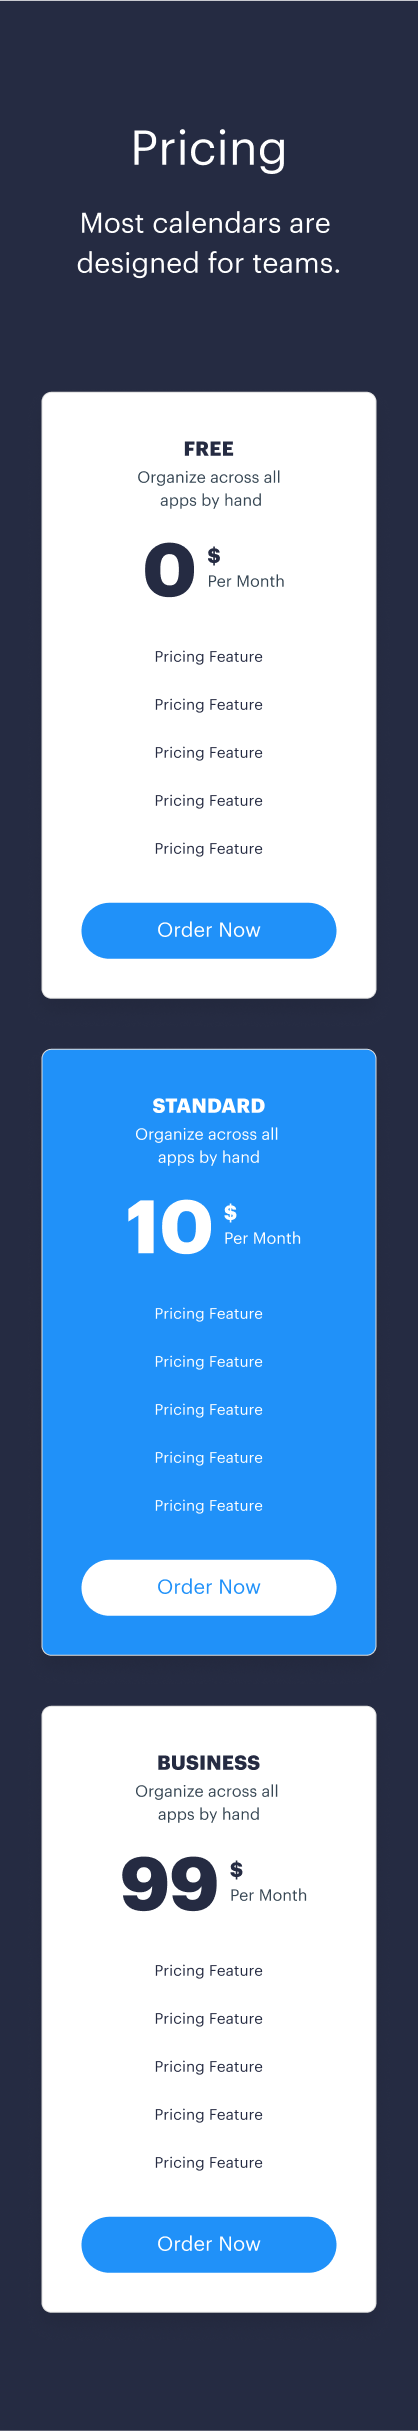 Pricing
Most calendars are
designed for teams.
FREE
Organize across all
apps by hand
0 $
Per Month
Pricing Feature
Pricing Feature
Pricing Feature
Pricing Feature
Pricing Feature
Order Now
STANDARD
Organize across all
apps by hand
10 $
Per Month
Pricing Feature
Pricing Feature
Pricing Feature
Pricing Feature
Pricing Feature
Order Now
BUSINESS
Organize across all
apps by hand
99 $
Per Month
Pricing Feature
Pricing Feature
Pricing Feature
Pricing Feature
Pricing Feature
Order Now